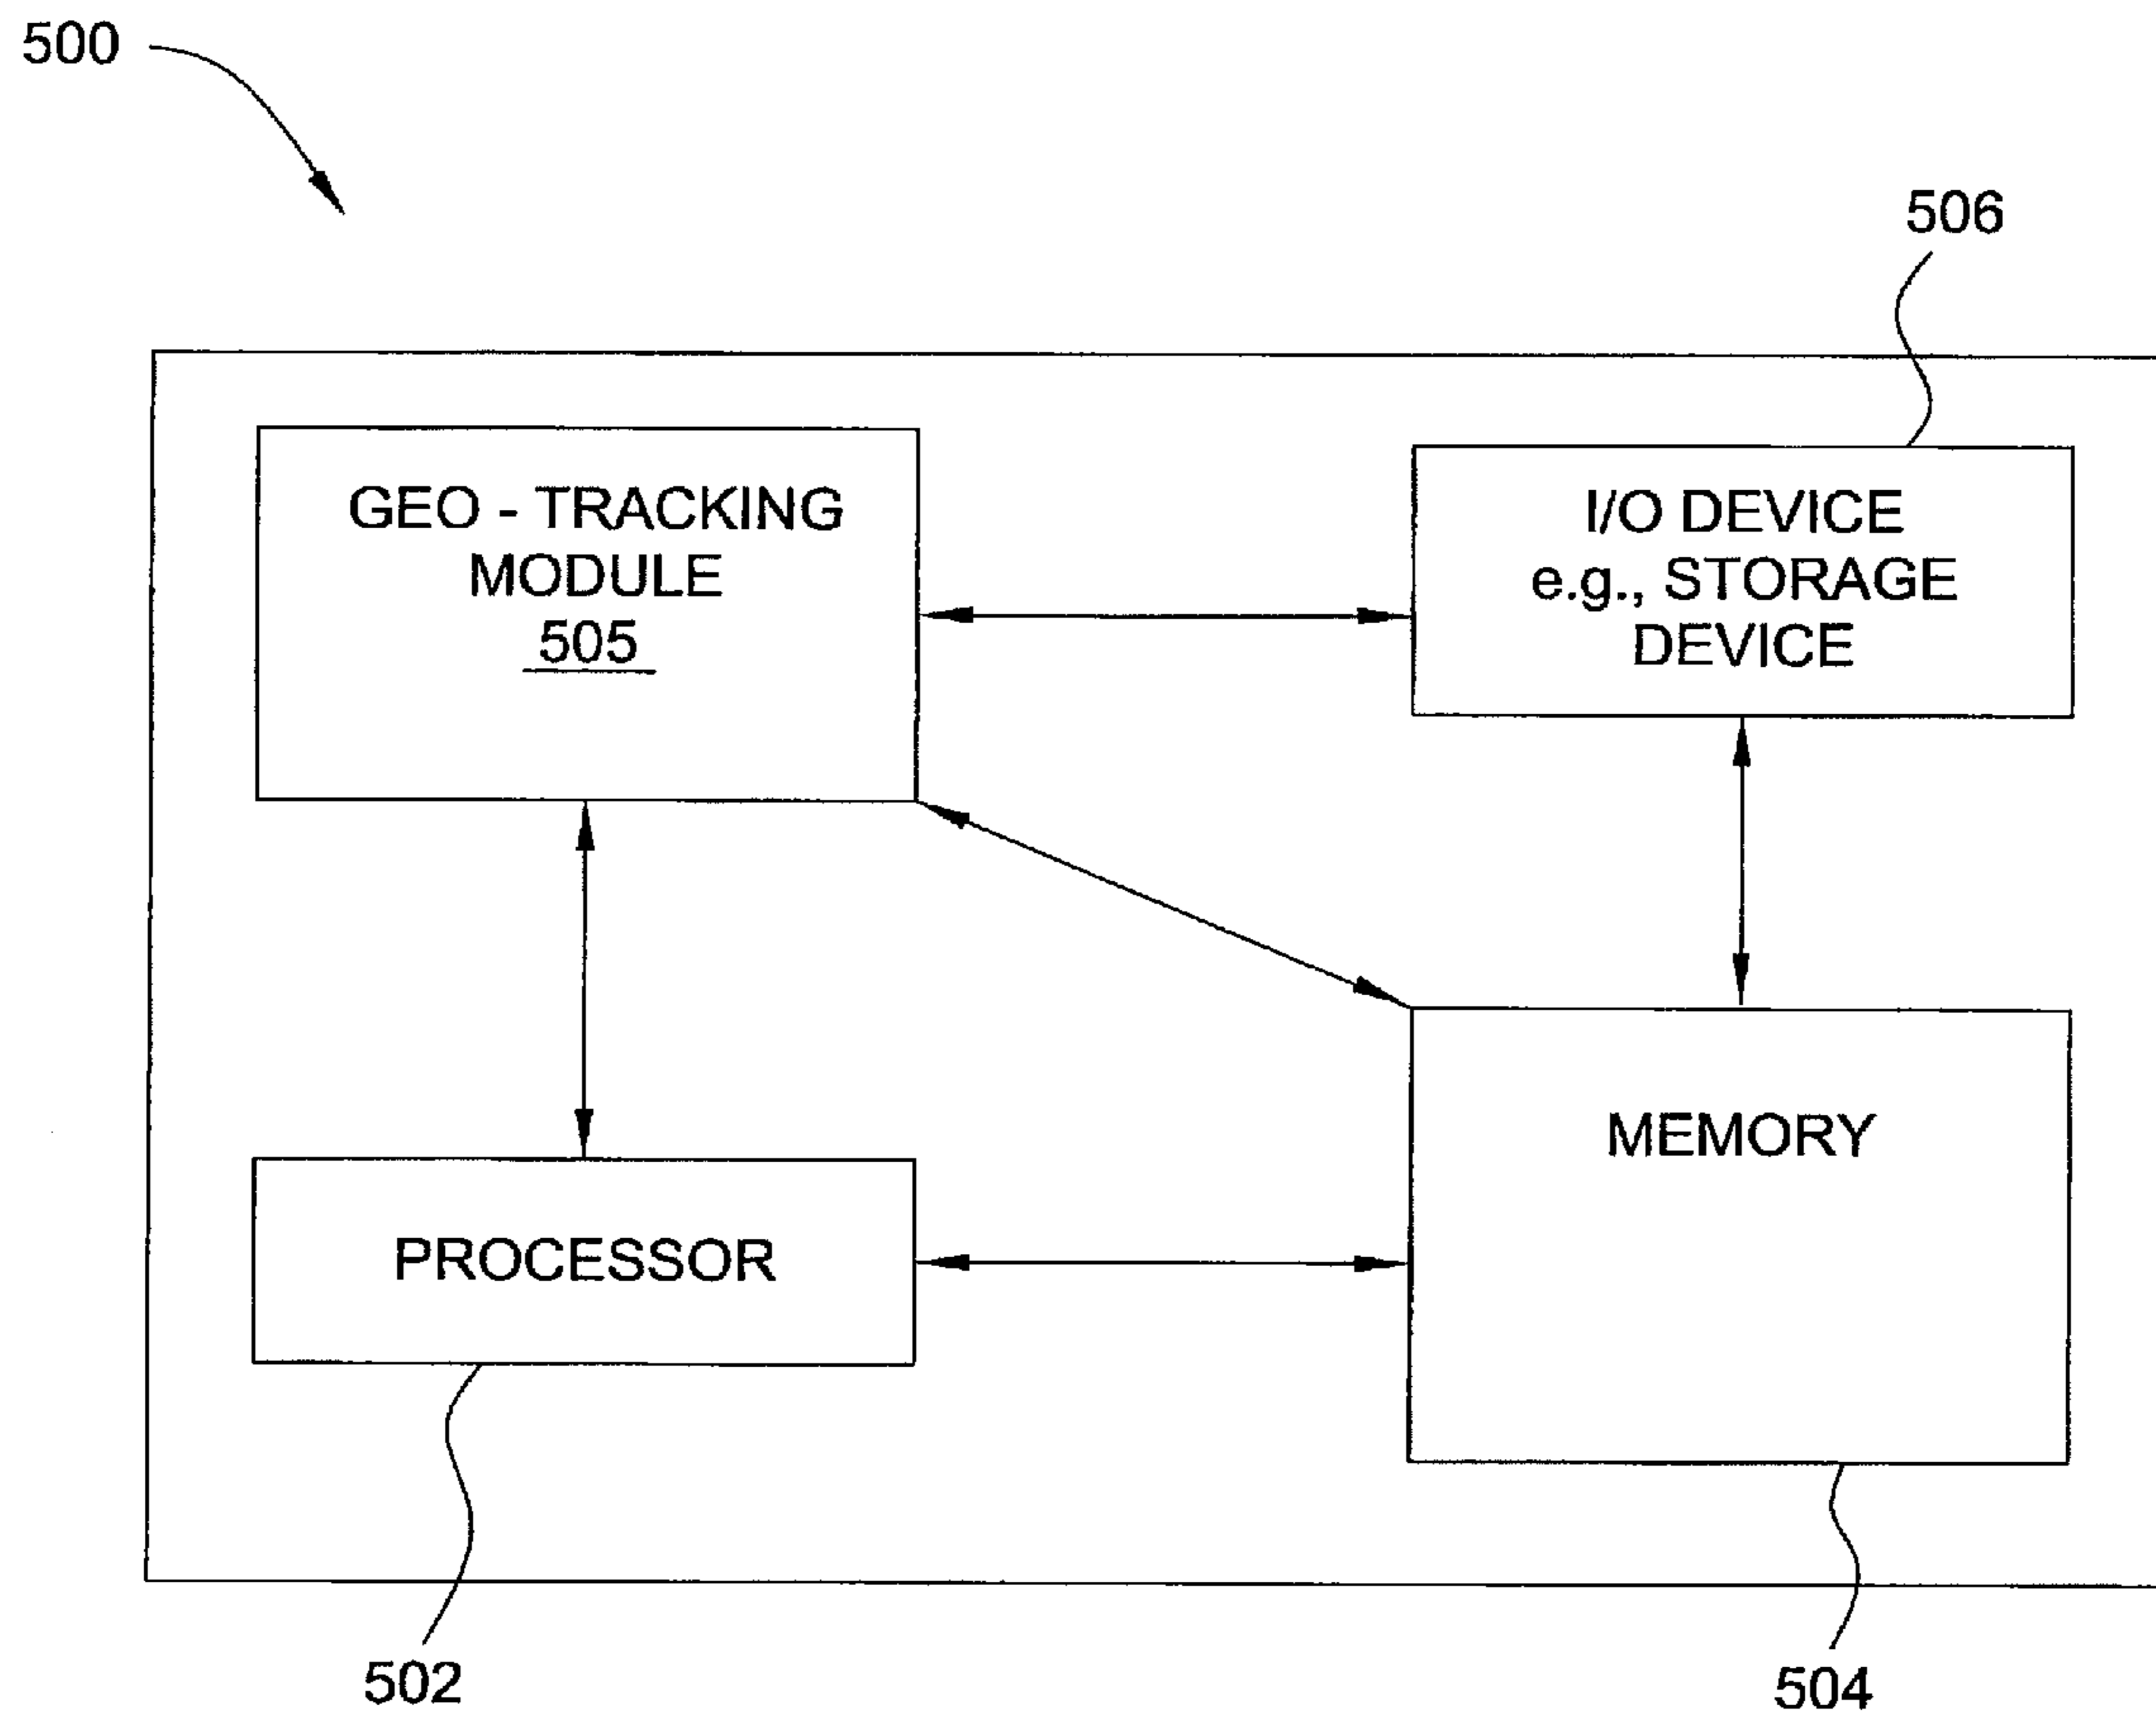 500
506
GEO - TRACKING
MODULE
505
I/O DEVICE
e.g., STORAGE
DEVICE
MEMORY
PROCESSOR
502
504